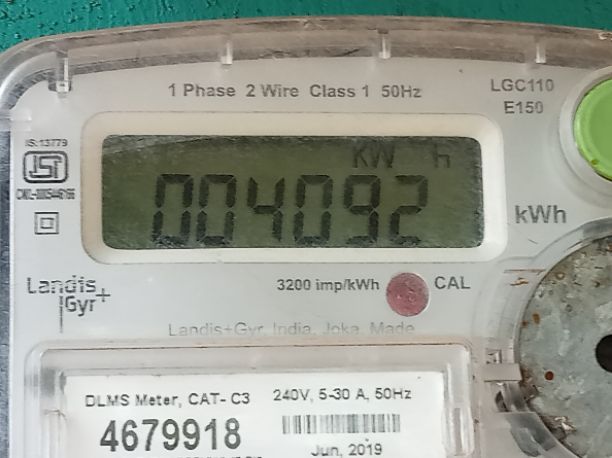 1 Phase 2 Wire Class 1 50Hz
LGC110
E150
IS:13779
ISI
KW h
004092
kWh
Landis
Gyr+
3200 imp/kWh
CAL
Landis+Gyr, India, Joka, Made
DLMS Meter, CAT- C3
240V, 5-30 A, 50Hz
4679918
Jun, 2019